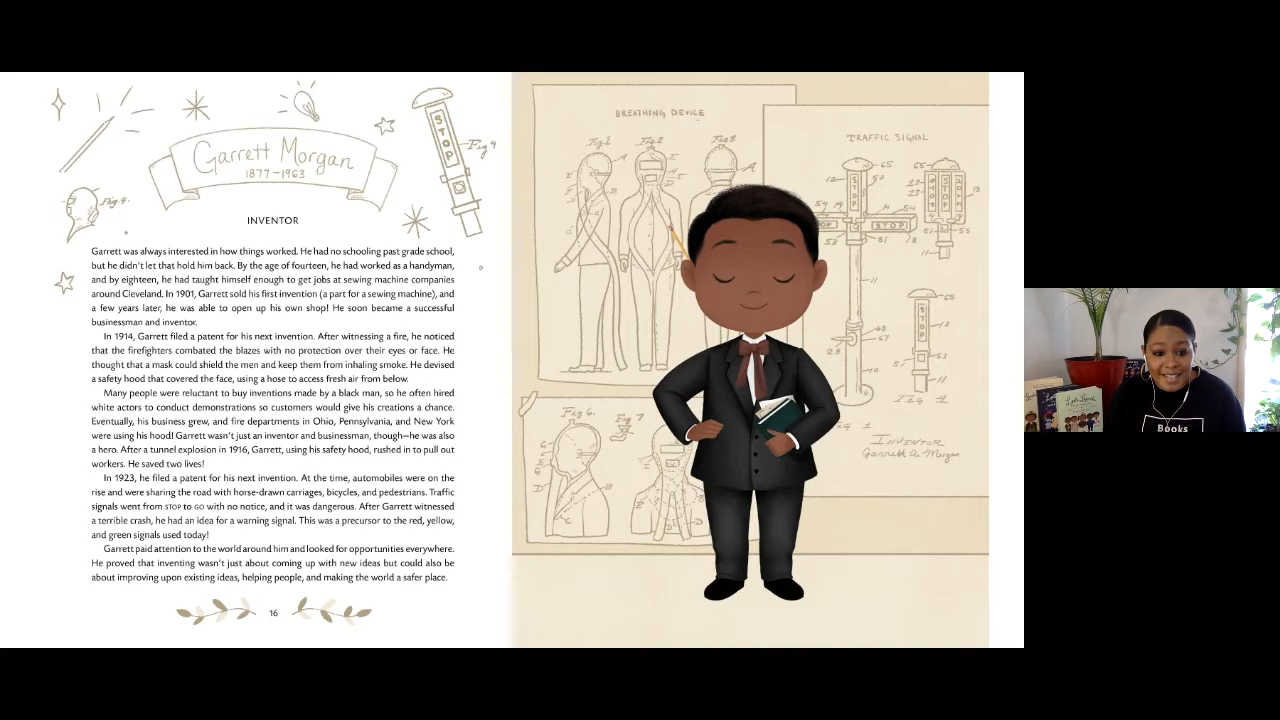 Garrett Morgan
1877–1963
INVENTOR
Garrett was always interested in how things worked. He had no schooling past grade school,
but he didn't let that hold him back. By the age of fourteen, he had worked as a handyman,
and by eighteen, he had taught himself enough to get jobs at sewing machine companies
around Cleveland. In 1901, Garrett sold his first invention (a part for a sewing machine), and
a few years later, he was able to open up his own shop! He soon became a successful
businessman and inventor.
In 1914, Garrett filed a patent for his next invention. After witnessing a fire, he noticed
that the firefighters combated the blazes with no protection over their eyes or face. He
thought that a mask could shield the men and keep them from inhaling smoke. He devised
a safety hood that covered the face, using a hose to access fresh air from below.
Many people were reluctant to buy inventions made by a black man, so he often hired
white actors to conduct demonstrations so customers would give his creations a chance.
Eventually, his business grew, and fire departments in Ohio, Pennsylvania, and New York
were using his hood! Garrett wasn't just an inventor and businessman, though—he was also
a hero. After a tunnel explosion in 1916, Garrett, using his safety hood, rushed in to pull out
workers. He saved two lives!
In 1923, he filed a patent for his next invention. At the time, automobiles were on the
rise and were sharing the road with horse-drawn carriages, bicycles, and pedestrians. Traffic
signals went from STOP to GO with no notice, and it was dangerous. After Garrett witnessed
a terrible crash, he had an idea for a warning signal. This was a precursor to the red, yellow,
and green signals used today!
Garrett paid attention to the world around him and looked for opportunities everywhere.
He proved that inventing wasn't just about coming up with new ideas but could also be
about improving upon existing ideas, helping people, and making the world a safer place.
16
STOP
Fig 4
BREATHING DEVICE
Fig 1 Fig 2 Fig 3
TRAFFIC SIGNAL
STOP
STOP
STOP
Fig 6. Fig 7
FIG 4
INVENTOR
Garrett A. Morgan
Books